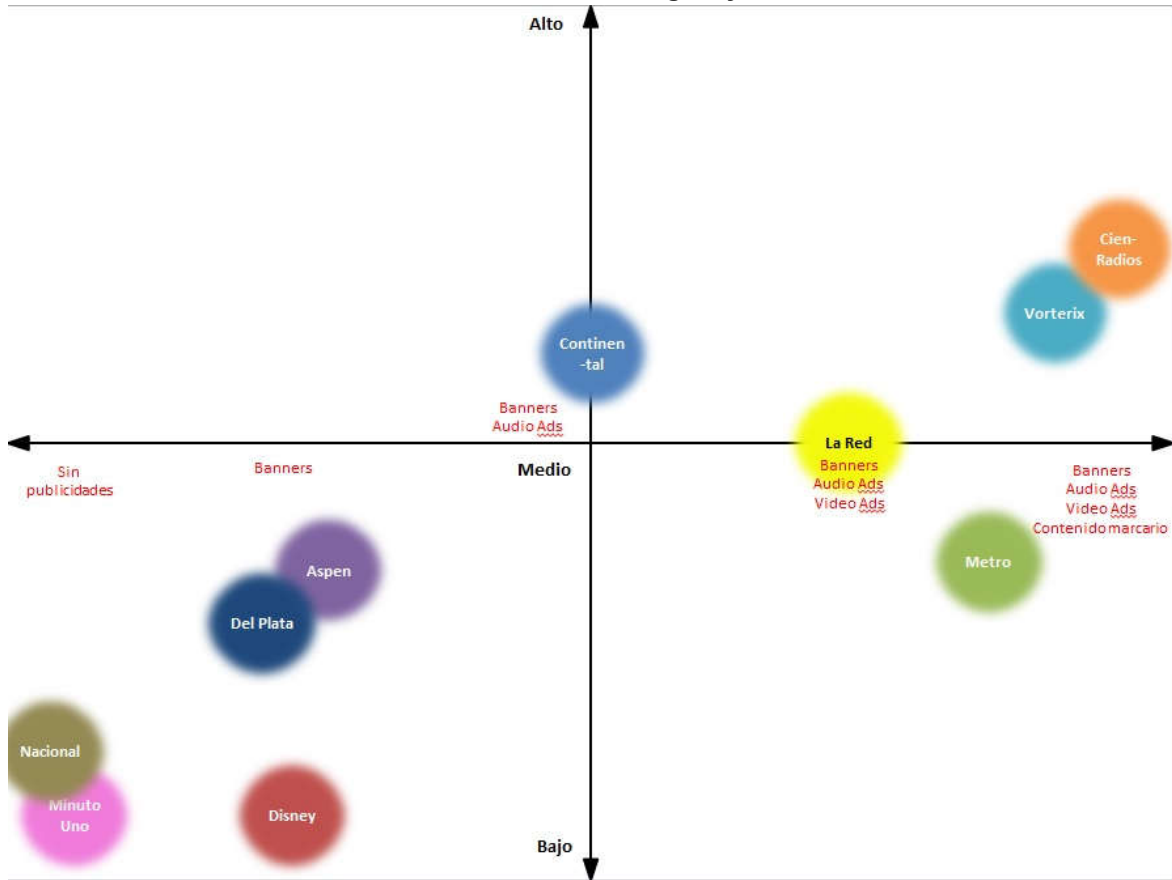 Alto
Cien-
Radios
Vorterix
Continen
-tal
Banners
Audio Ads
La Red
Sin
publicidades
Banners
Medio
Banners
Audio Ads
Video Ads
Banners
Audio Ads
Video Ads
Contenido marcario
Aspen
Metro
Del Plata
Nacional
Minuto
Uno
Disney
Bajo